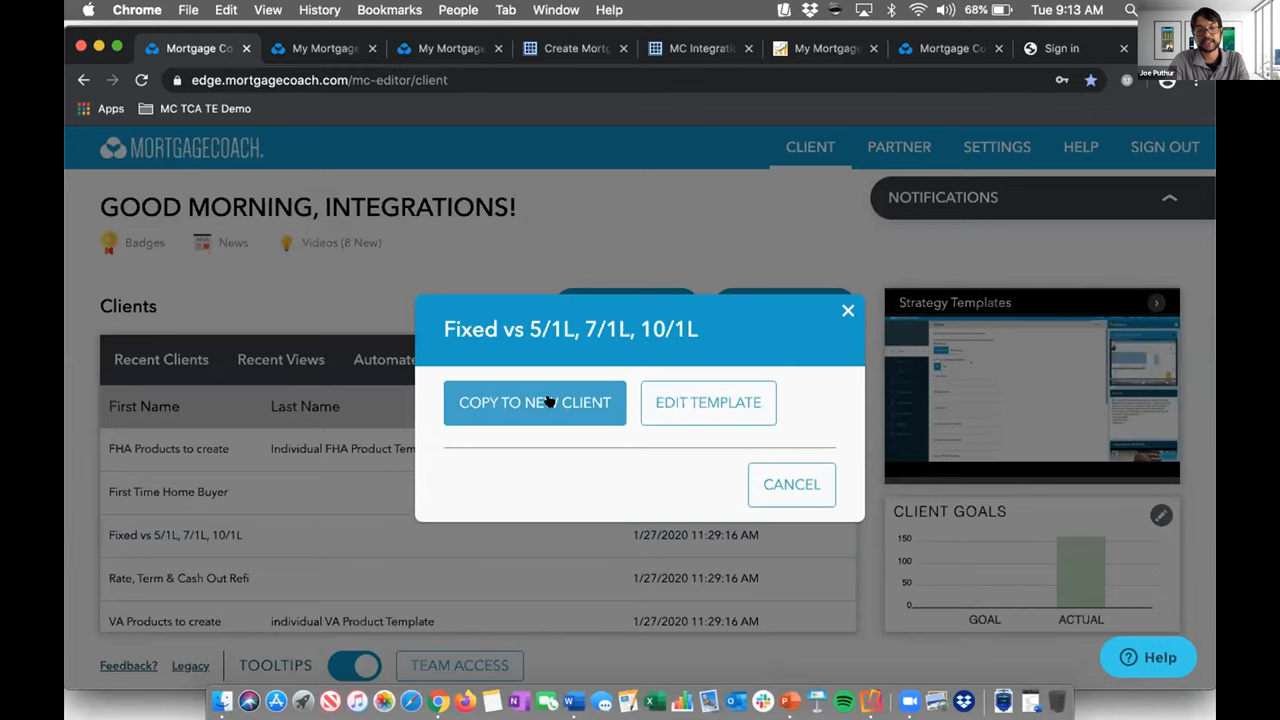 Chrome File Edit View History Bookmarks People Tab Window Help 68% Tue 9:13 AM
Mortgage Co My Mortgage My Mortgage Create Mort MC Integrati My Mortgag Mortgage Co Sign in
edge.mortgagecoach.com/mc-editor/client
Joe Puthur
Apps MC TCA TE Demo
MORTGAGECOACH. CLIENT PARTNER SETTINGS HELP SIGN OUT
GOOD MORNING, INTEGRATIONS!
NOTIFICATIONS
Badges News Videos (8 New)
Clients
Strategy Templates
Fixed vs 5/1L, 7/1L, 10/1L
Recent Clients Recent Views Automate
First Name Last Name
COPY TO NEW CLIENT EDIT TEMPLATE
FHA Products to create Individual FHA Product Temp
CANCEL
First Time Home Buyer
Fixed vs 5/1L, 7/1L, 10/1L 1/27/2020 11:29:16 AM
Rate, Term & Cash Out Refi 1/27/2020 11:29:16 AM
VA Products to create individual VA Product Template 1/27/2020 11:29:16 AM
CLIENT GOALS
150
100
50
0
GOAL ACTUAL
Feedback? Legacy TOOLTIPS TEAM ACCESS
Help